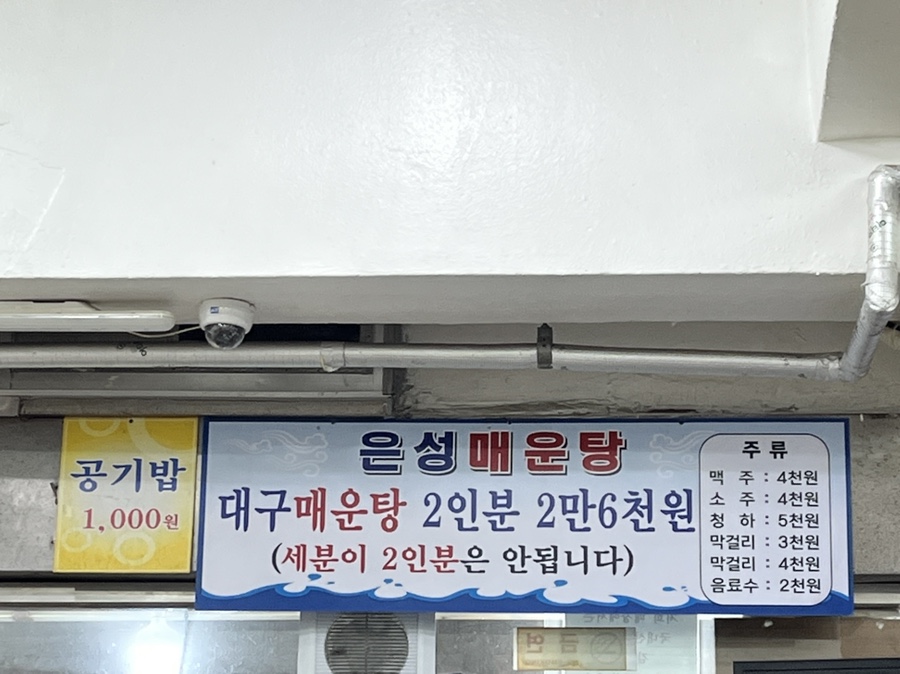 공기밥
1,000원
은성매운탕
대구매운탕 2인분 2만6천원
(세분이 2인분은 안됩니다)
주류
맥 주 : 4천원
소 주 : 4천원
청 하 : 5천원
막걸리 : 3천원
막걸리 : 4천원
음료수 : 2천원
금연